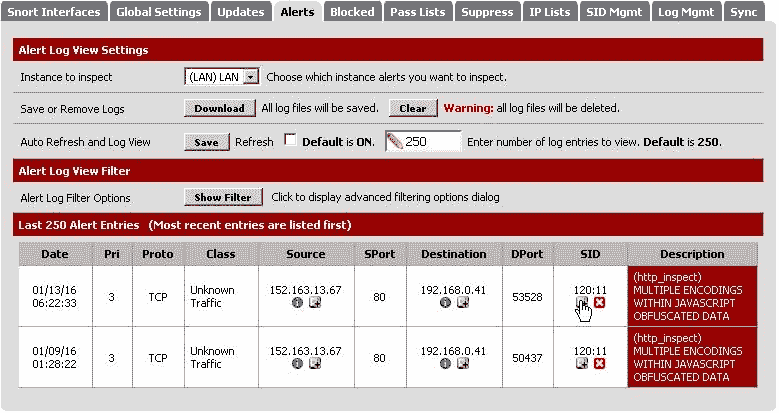 Snort Interfaces Global Settings Updates Alerts Blocked Pass Lists Suppress IP Lists SID Mgmt Log Mgmt Sync
Alert Log View Settings
Instance to inspect (LAN) LAN Choose which instance alerts you want to inspect.
Save or Remove Logs Download All log files will be saved. Clear Warning: all log files will be deleted.
Auto Refresh and Log View Save Refresh Default is ON. 250 Enter number of log entries to view. Default is 250.
Alert Log View Filter
Alert Log Filter Options Show Filter Click to display advanced filtering options dialog
Last 250 Alert Entries (Most recent entries are listed first)
Date Pri Proto Class Source SPort Destination DPort SID Description
01/13/16
06:22:33
3
TCP
Unknown
Traffic
152.163.13.67
80
192.168.0.41
53528
120:11
(http_inspect)
MULTIPLE ENCODINGS
WITHIN JAVASCRIPT
OBFUSCATED DATA
01/09/16
01:28:22
3
TCP
Unknown
Traffic
152.163.13.67
80
192.168.0.41
50437
120:11
(http_inspect)
MULTIPLE ENCODINGS
WITHIN JAVASCRIPT
OBFUSCATED DATA